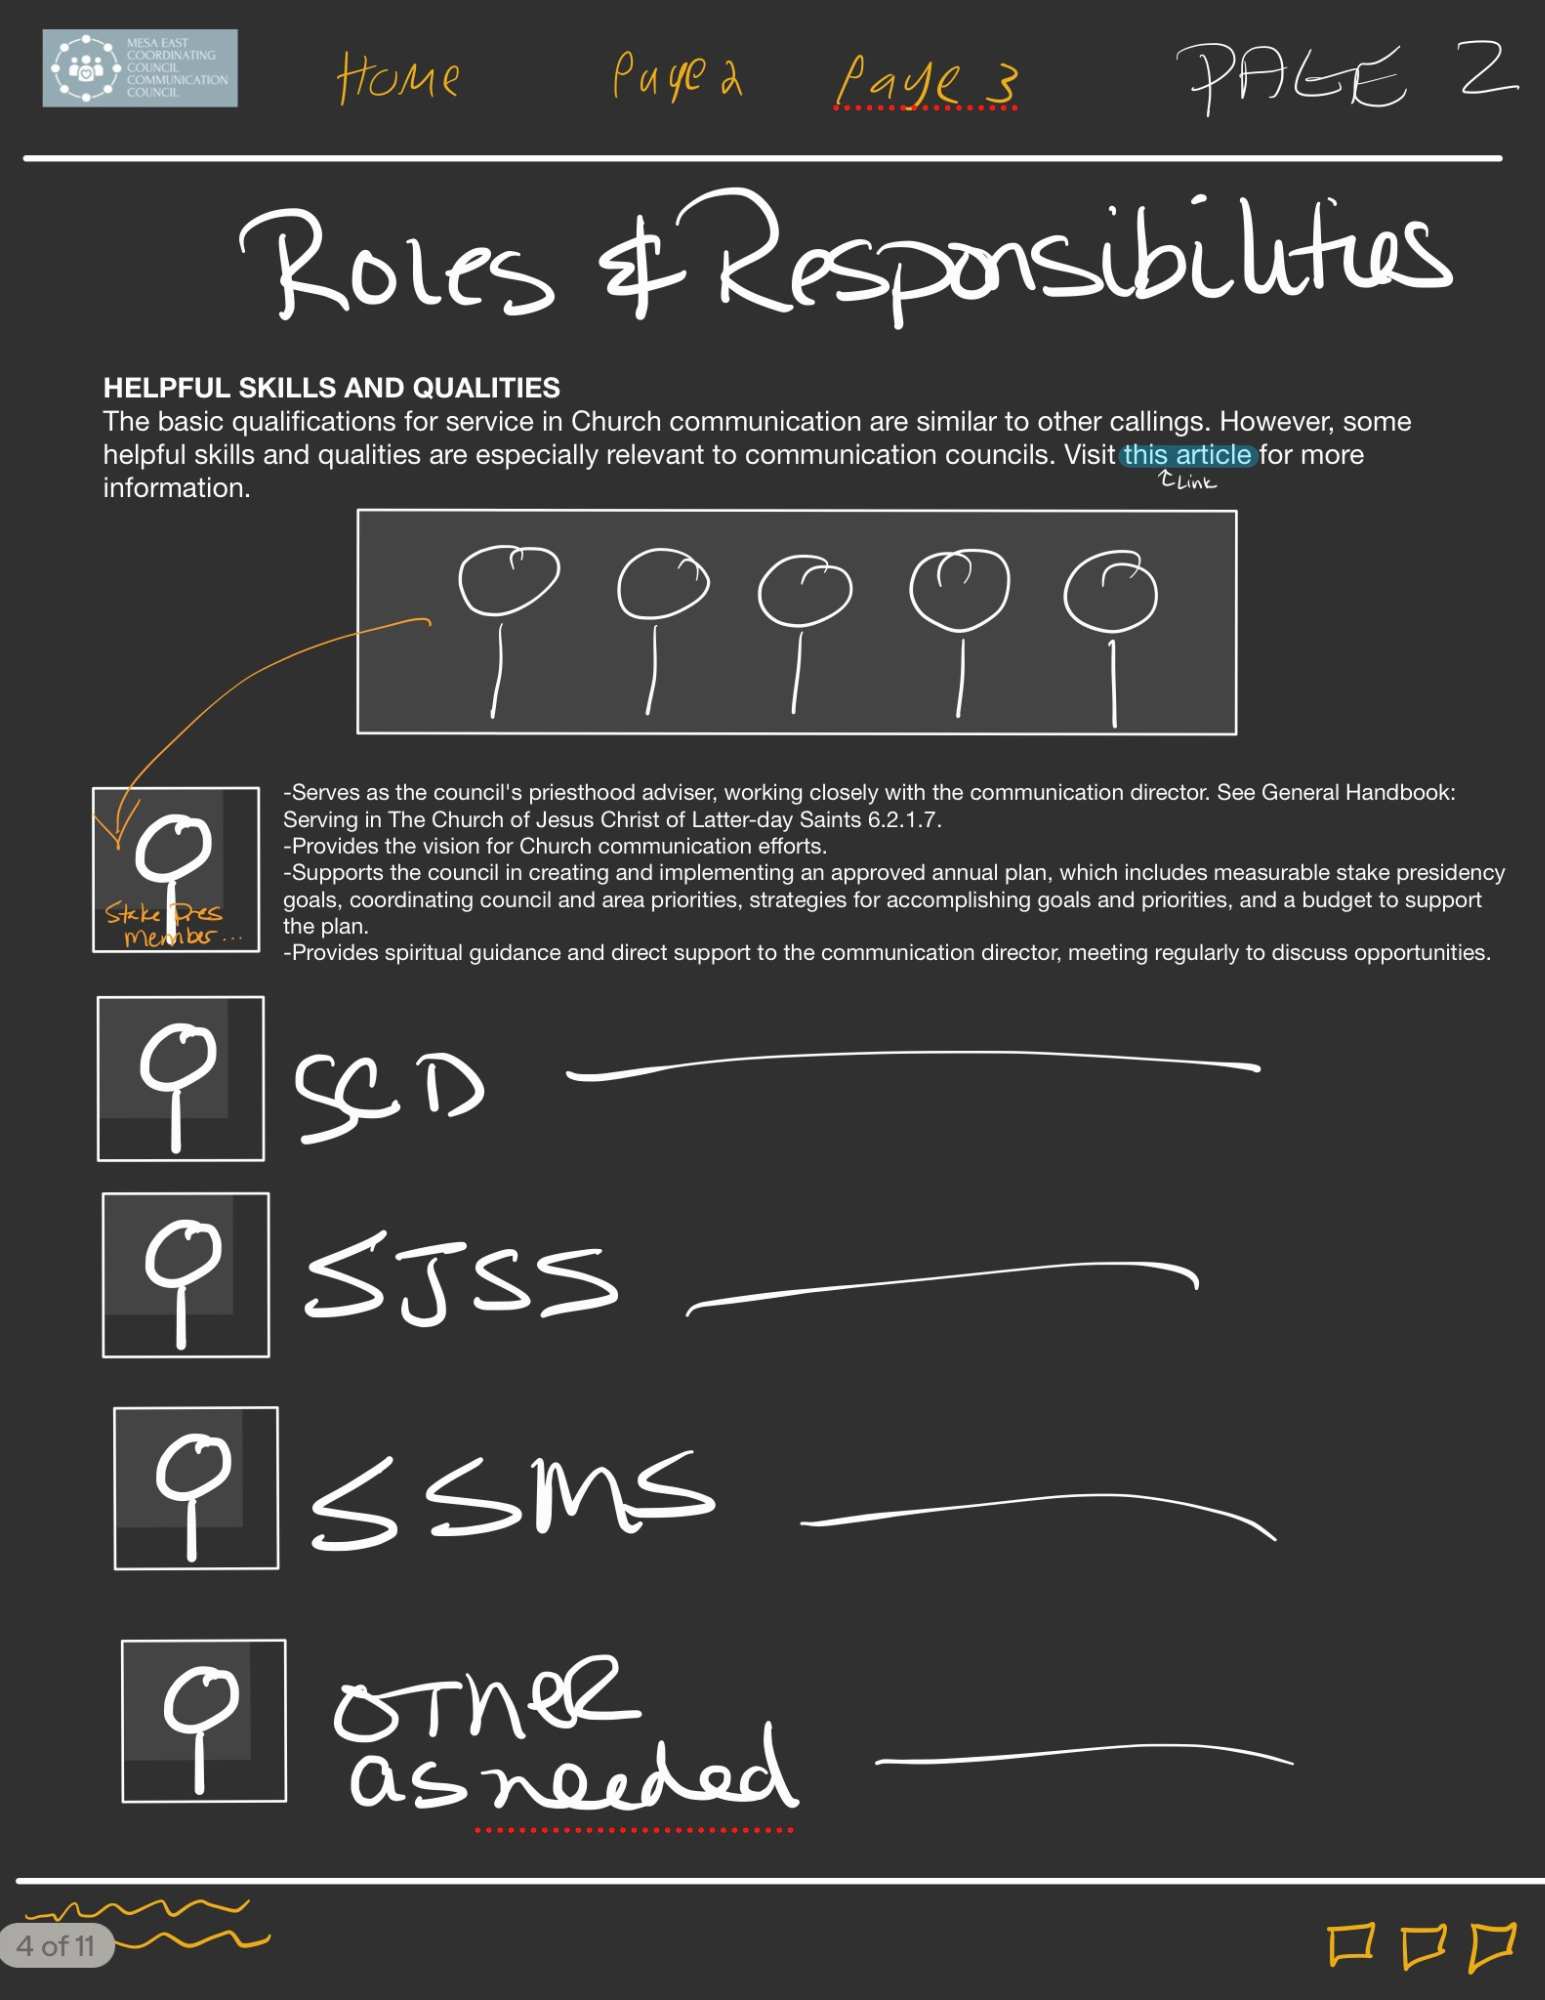 MESA EAST
COORDINATING
COUNCIL
COMMUNICATION
COUNCIL
HOME
Page 2
Page 3
PAGE 2
Roles & Responsibilities
HELPFUL SKILLS AND QUALITIES
The basic qualifications for service in Church communication are similar to other callings. However, some
helpful skills and qualities are especially relevant to communication councils. Visit this article for more
information.
Link
-Serves as the council's priesthood adviser, working closely with the communication director. See General Handbook:
Serving in The Church of Jesus Christ of Latter-day Saints 6.2.1.7.
-Provides the vision for Church communication efforts.
-Supports the council in creating and implementing an approved annual plan, which includes measurable stake presidency
goals, coordinating council and area priorities, strategies for accomplishing goals and priorities, and a budget to support
the plan.
-Provides spiritual guidance and direct support to the communication director, meeting regularly to discuss opportunities.
Stake Pres
member...
SCD
SJSS
SSMS
OTHER
as needed
4 of 11